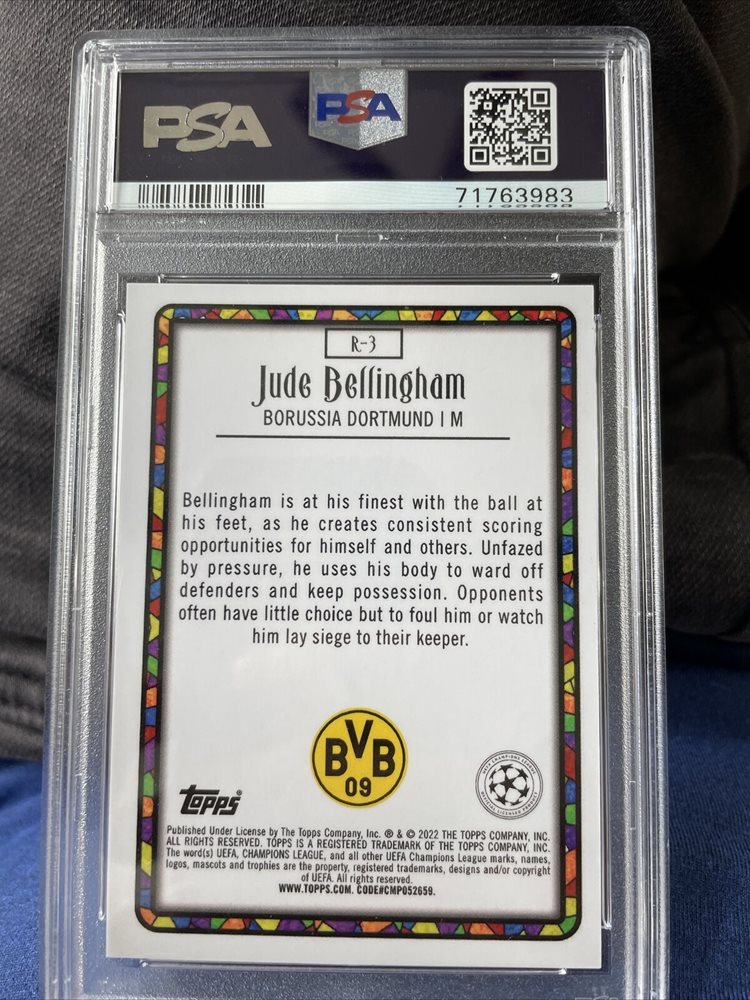 PSA
PSA
71763983
R-3
Jude Bellingham
BORUSSIA DORTMUND | M
Bellingham is at his finest with the ball at
his feet, as he creates consistent scoring
opportunities for himself and others. Unfazed
by pressure, he uses his body to ward off
defenders and keep possession. Opponents
often have little choice but to foul him or watch
him lay siege to their keeper.
BVB
09
Topps®
Published Under License by The Topps Company, Inc. ® & © 2022 THE TOPPS COMPANY, INC.
ALL RIGHTS RESERVED. TOPPS IS A REGISTERED TRADEMARK OF THE TOPPS COMPANY, INC.
The word(s) UEFA, CHAMPIONS LEAGUE, and all other UEFA Champions League marks, names,
logos, mascots and trophies are the property, registered trademarks, designs and/or copyright
of UEFA. All rights reserved.
WWW.TOPPS.COM. CODE#CMP052659.